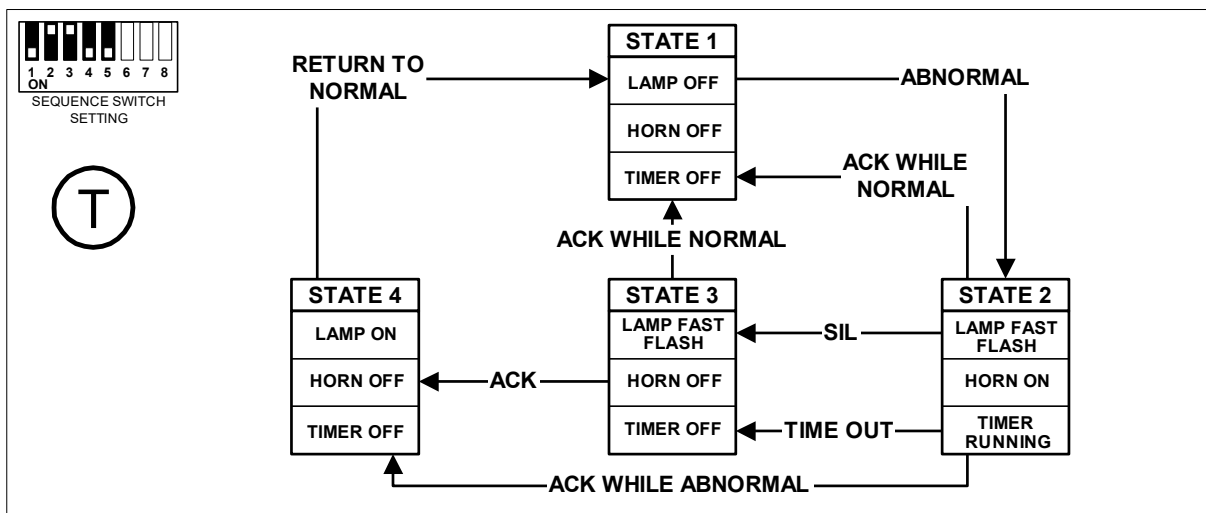 1 2 3 4 5 6 7 8
ON
SEQUENCE SWITCH
SETTING
T
RETURN TO
NORMAL
STATE 1
LAMP OFF
HORN OFF
TIMER OFF
ABNORMAL
ACK WHILE
NORMAL
ACK WHILE NORMAL
STATE 4
LAMP ON
HORN OFF
TIMER OFF
ACK
STATE 3
LAMP FAST
FLASH
HORN OFF
TIMER OFF
SIL
TIME OUT
STATE 2
LAMP FAST
FLASH
HORN ON
TIMER
RUNNING
ACK WHILE ABNORMAL